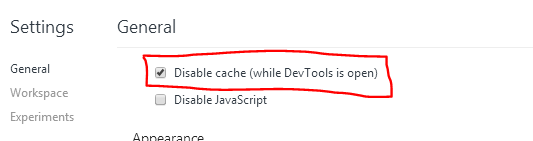 Settings
General
General
Disable cache (while DevTools is open)
Workspace
Disable JavaScript
Experiments
Appearance